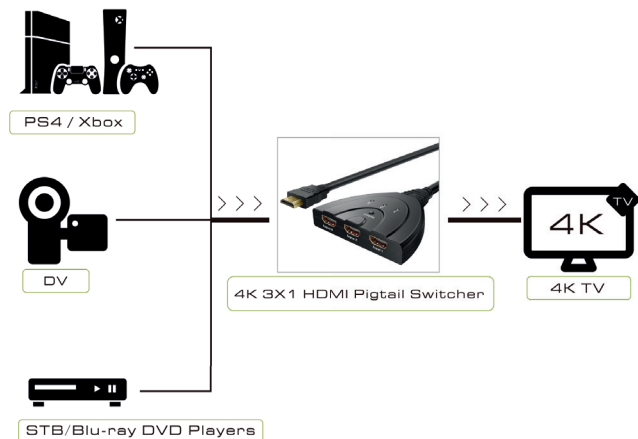 PS4 / Xbox
DV
STB/Blu-ray DVD Players
4K 3X1 HDMI Pigtail Switcher
4K
TV
4K TV